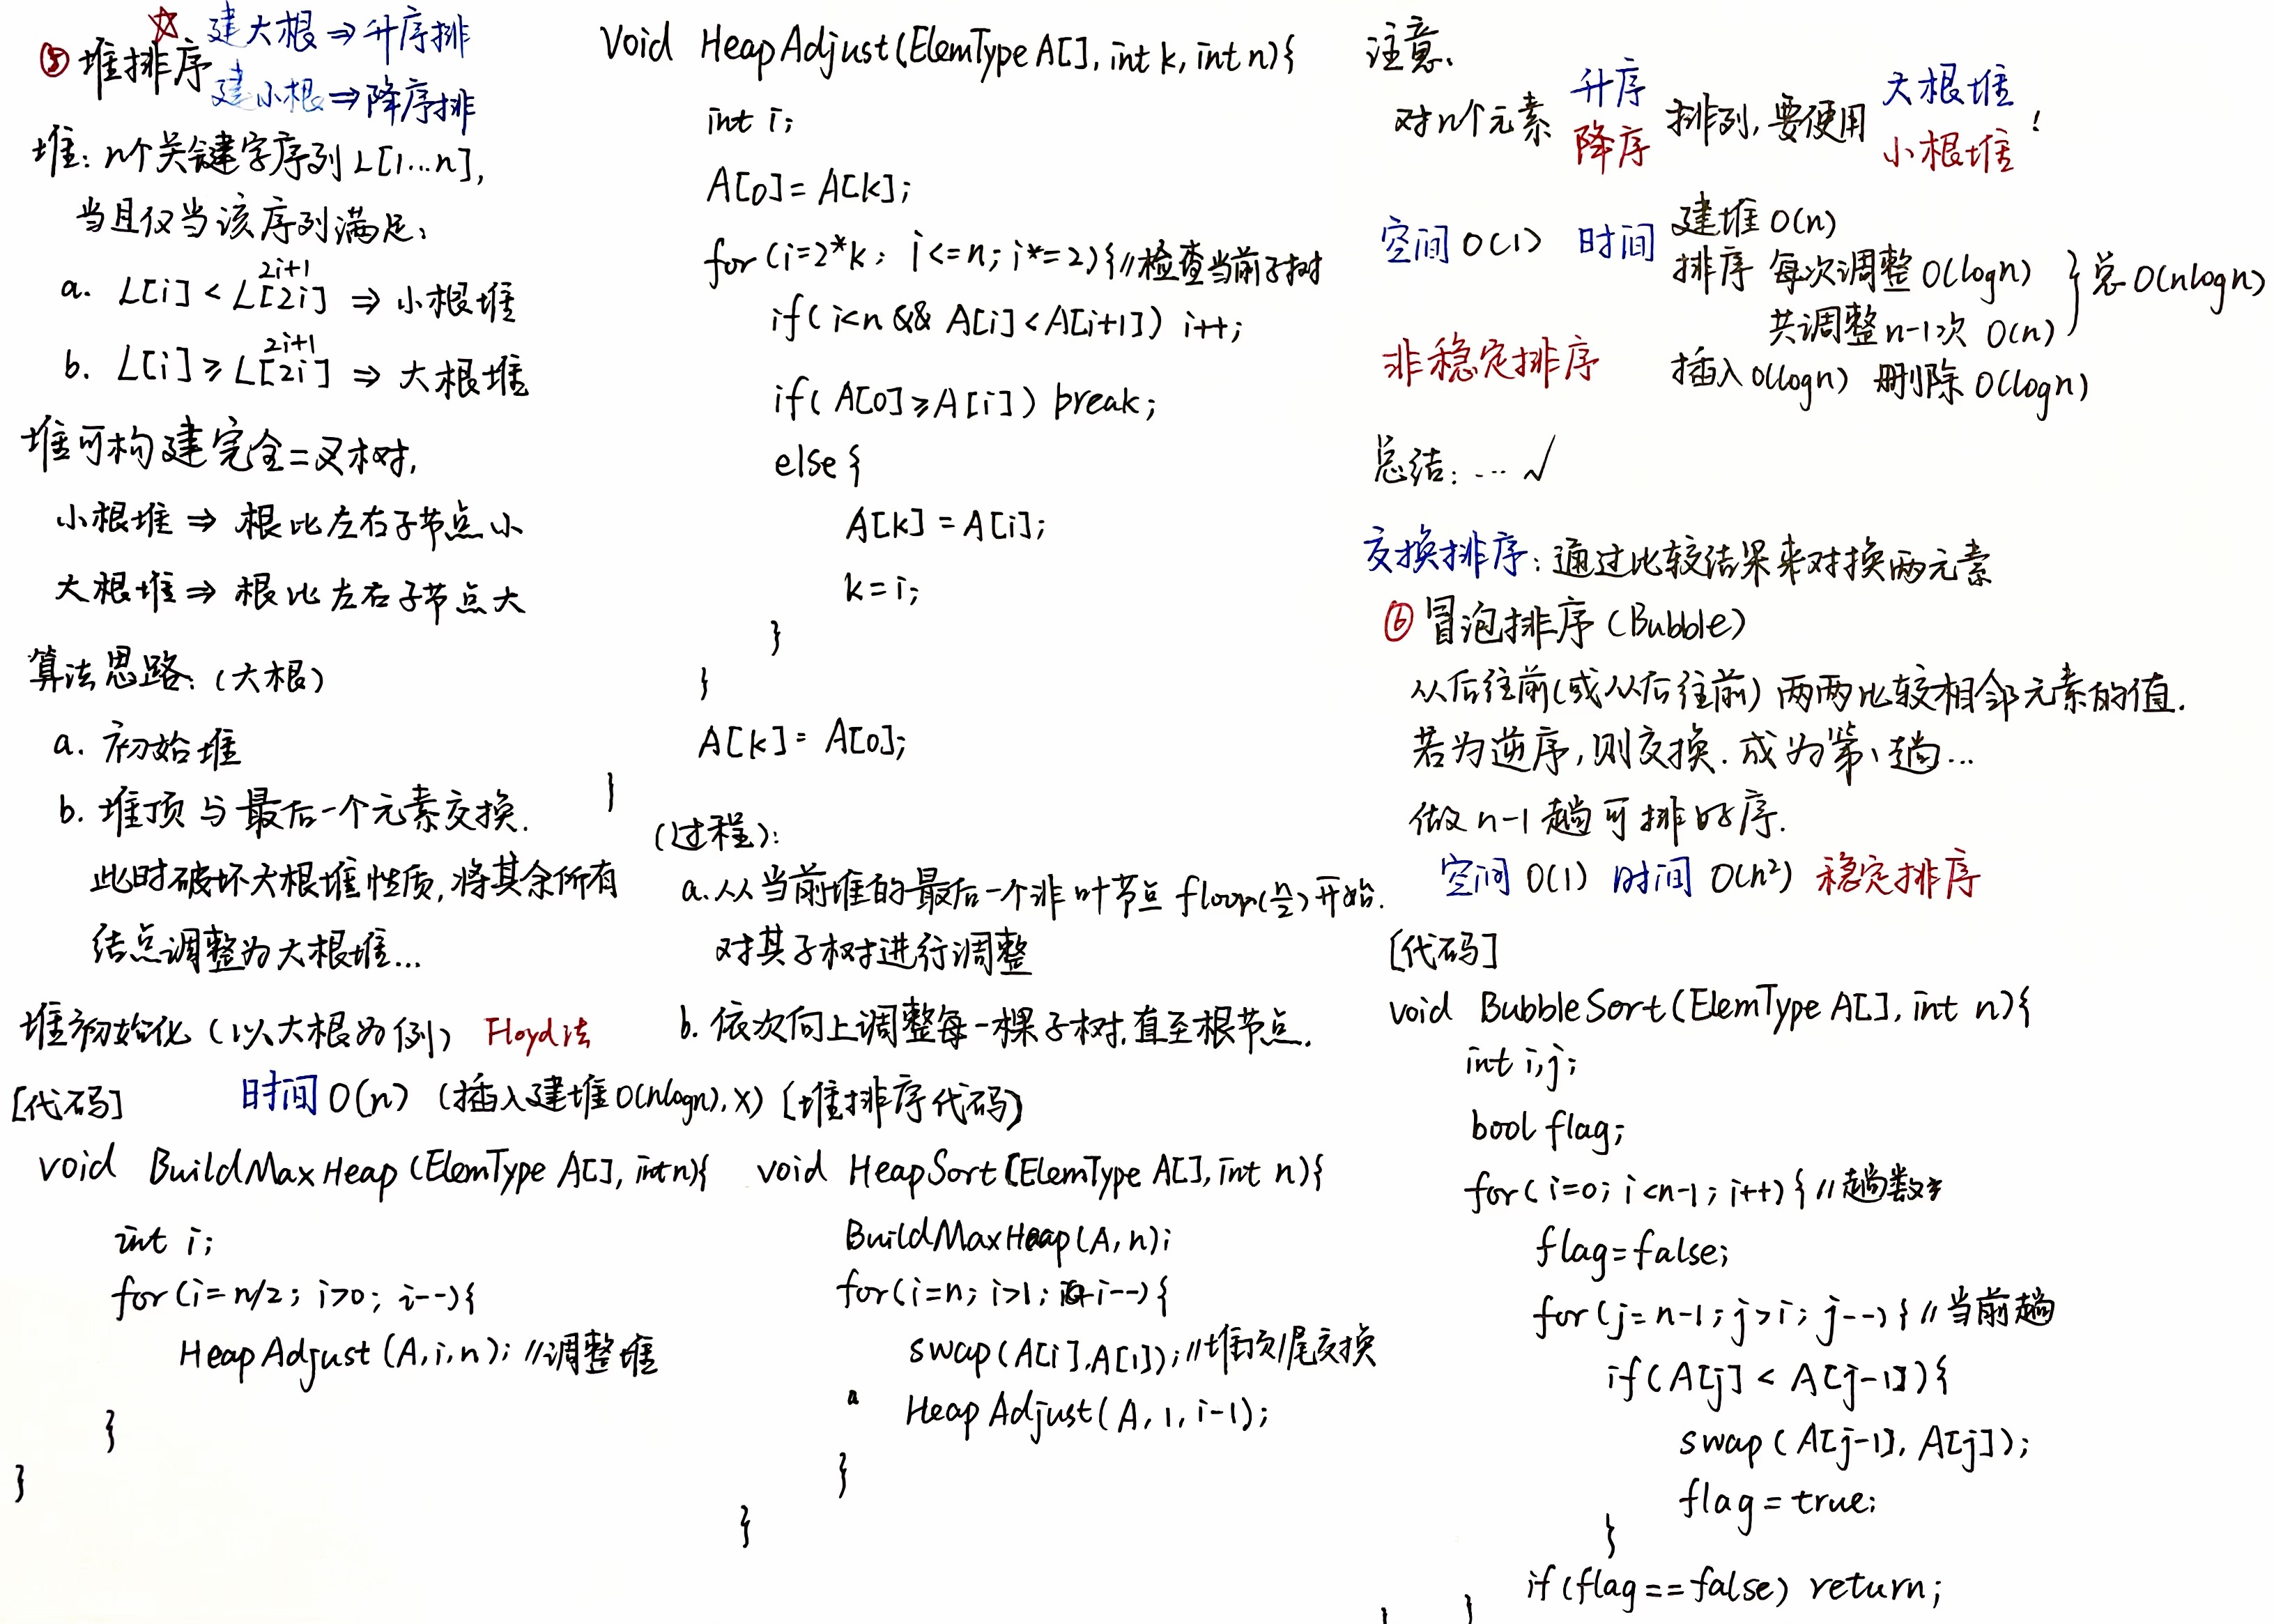 ⑤ 堆排序 ☆ 建大根 ⇒ 升序排
建小根 ⇒ 降序排
堆: n个关键字序列 L[1...n],
当且仅当该序列满足:
2i+1
a. L[i] < L[2i] ⇒ 小根堆
2i+1
b. L[i] ≥ L[2i] ⇒ 大根堆
堆可构建完全二叉树,
小根堆 ⇒ 根比左右子节点小
大根堆 ⇒ 根比左右子节点大
算法思路: (大根)
a. 初始堆
b. 堆顶与最后一个元素交换.
此时破坏大根堆性质,将其余所有
结点调整为大根堆...
堆初始化 (以大根为例) Floyd法
[代码] 时间 O(n) (插入建堆O(nlogn), X)
void BuildMaxHeap (ElemType A[], int n){
int i;
for (i = n/2; i>0; i--){
HeapAdjust (A, i, n); //调整堆
}
}
Void HeapAdjust (ElemType A[], int k, int n){
int i;
A[0] = A[k];
for (i=2*k; i<=n; i*=2){//检查当前子树
if (i<n && A[i]<A[i+1]) i++;
if (A[0]≥A[i]) break;
else {
A[k] = A[i];
k = i;
}
}
A[k] = A[0];
}
(过程):
a. 从当前堆的最后一个非叶节点 floor(n/2) 开始.
对其子树进行调整
b. 依次向上调整每一棵子树,直至根节点.
[堆排序代码]
void HeapSort (ElemType A[], int n){
BuildMaxHeap(A, n);
for(i=n; i>1; i--){
swap(A[i],A[1]); //堆顶/尾交换
HeapAdjust( A, 1, i-1);
}
}
注意:
升序 大根堆
对n个元素 排列,要使用 !
降序 小根堆
空间 O(1) 时间 建堆 O(n)
排序 每次调整 O(logn) } 总 O(nlogn)
共调整n-1次 O(n)
非稳定排序 插入 O(logn) 删除 O(logn)
总结: ... √
交换排序: 通过比较结果来对换两元素
⑥ 冒泡排序 (Bubble)
从后往前(或从后往前) 两两比较相邻元素的值.
若为逆序,则交换. 成为第1趟...
做 n-1 趟可排好序.
空间 O(1) 时间 O(n²) 稳定排序
[代码]
void BubbleSort (ElemType A[], int n){
int i,j;
bool flag;
for( i=0; i<n-1; i++) { //趟数
flag=false;
for (j= n-1; j>i; j--) { //当前趟
if (A[j] < A[j-1]){
swap (A[j-1], A[j]);
flag = true;
}
if (flag == false) return;
} }